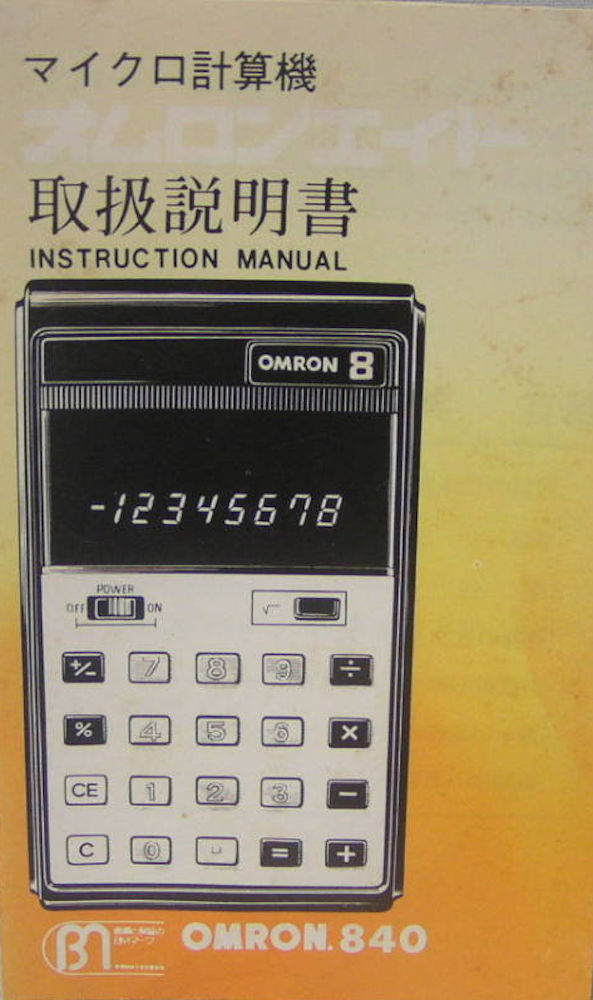 マイクロ計算機
オムロンエイト
取扱説明書
INSTRUCTION MANUAL
OMRON 8
-12345678
POWER
OFF ON
√
+/- 7 8 9 ÷
% 4 5 6 ×
CE 1 2 3 -
C 0 = +
OMRON.840